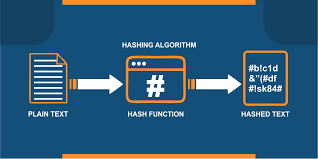 HASHING ALGORITHM
#
#b!c1d
&"(#df
#!sk84#
PLAIN TEXT
HASH FUNCTION
HASHED TEXT